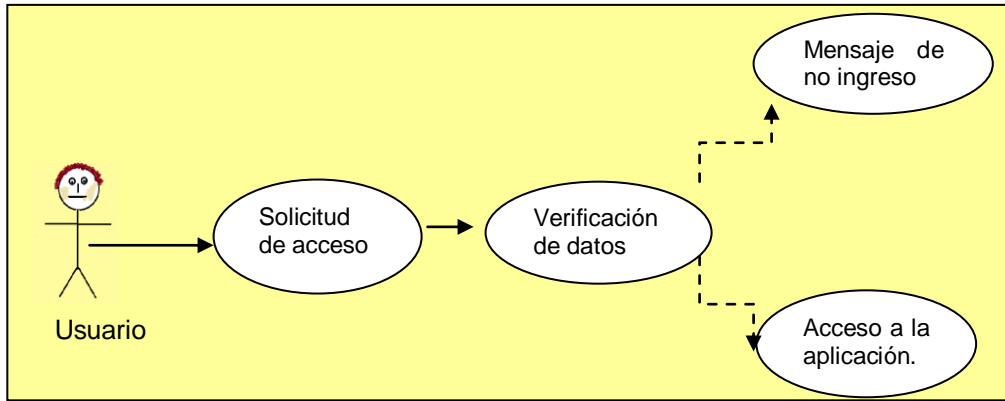 Mensaje de
no ingreso
Solicitud
de acceso
Verificación
de datos
Usuario
Acceso a la
aplicación.